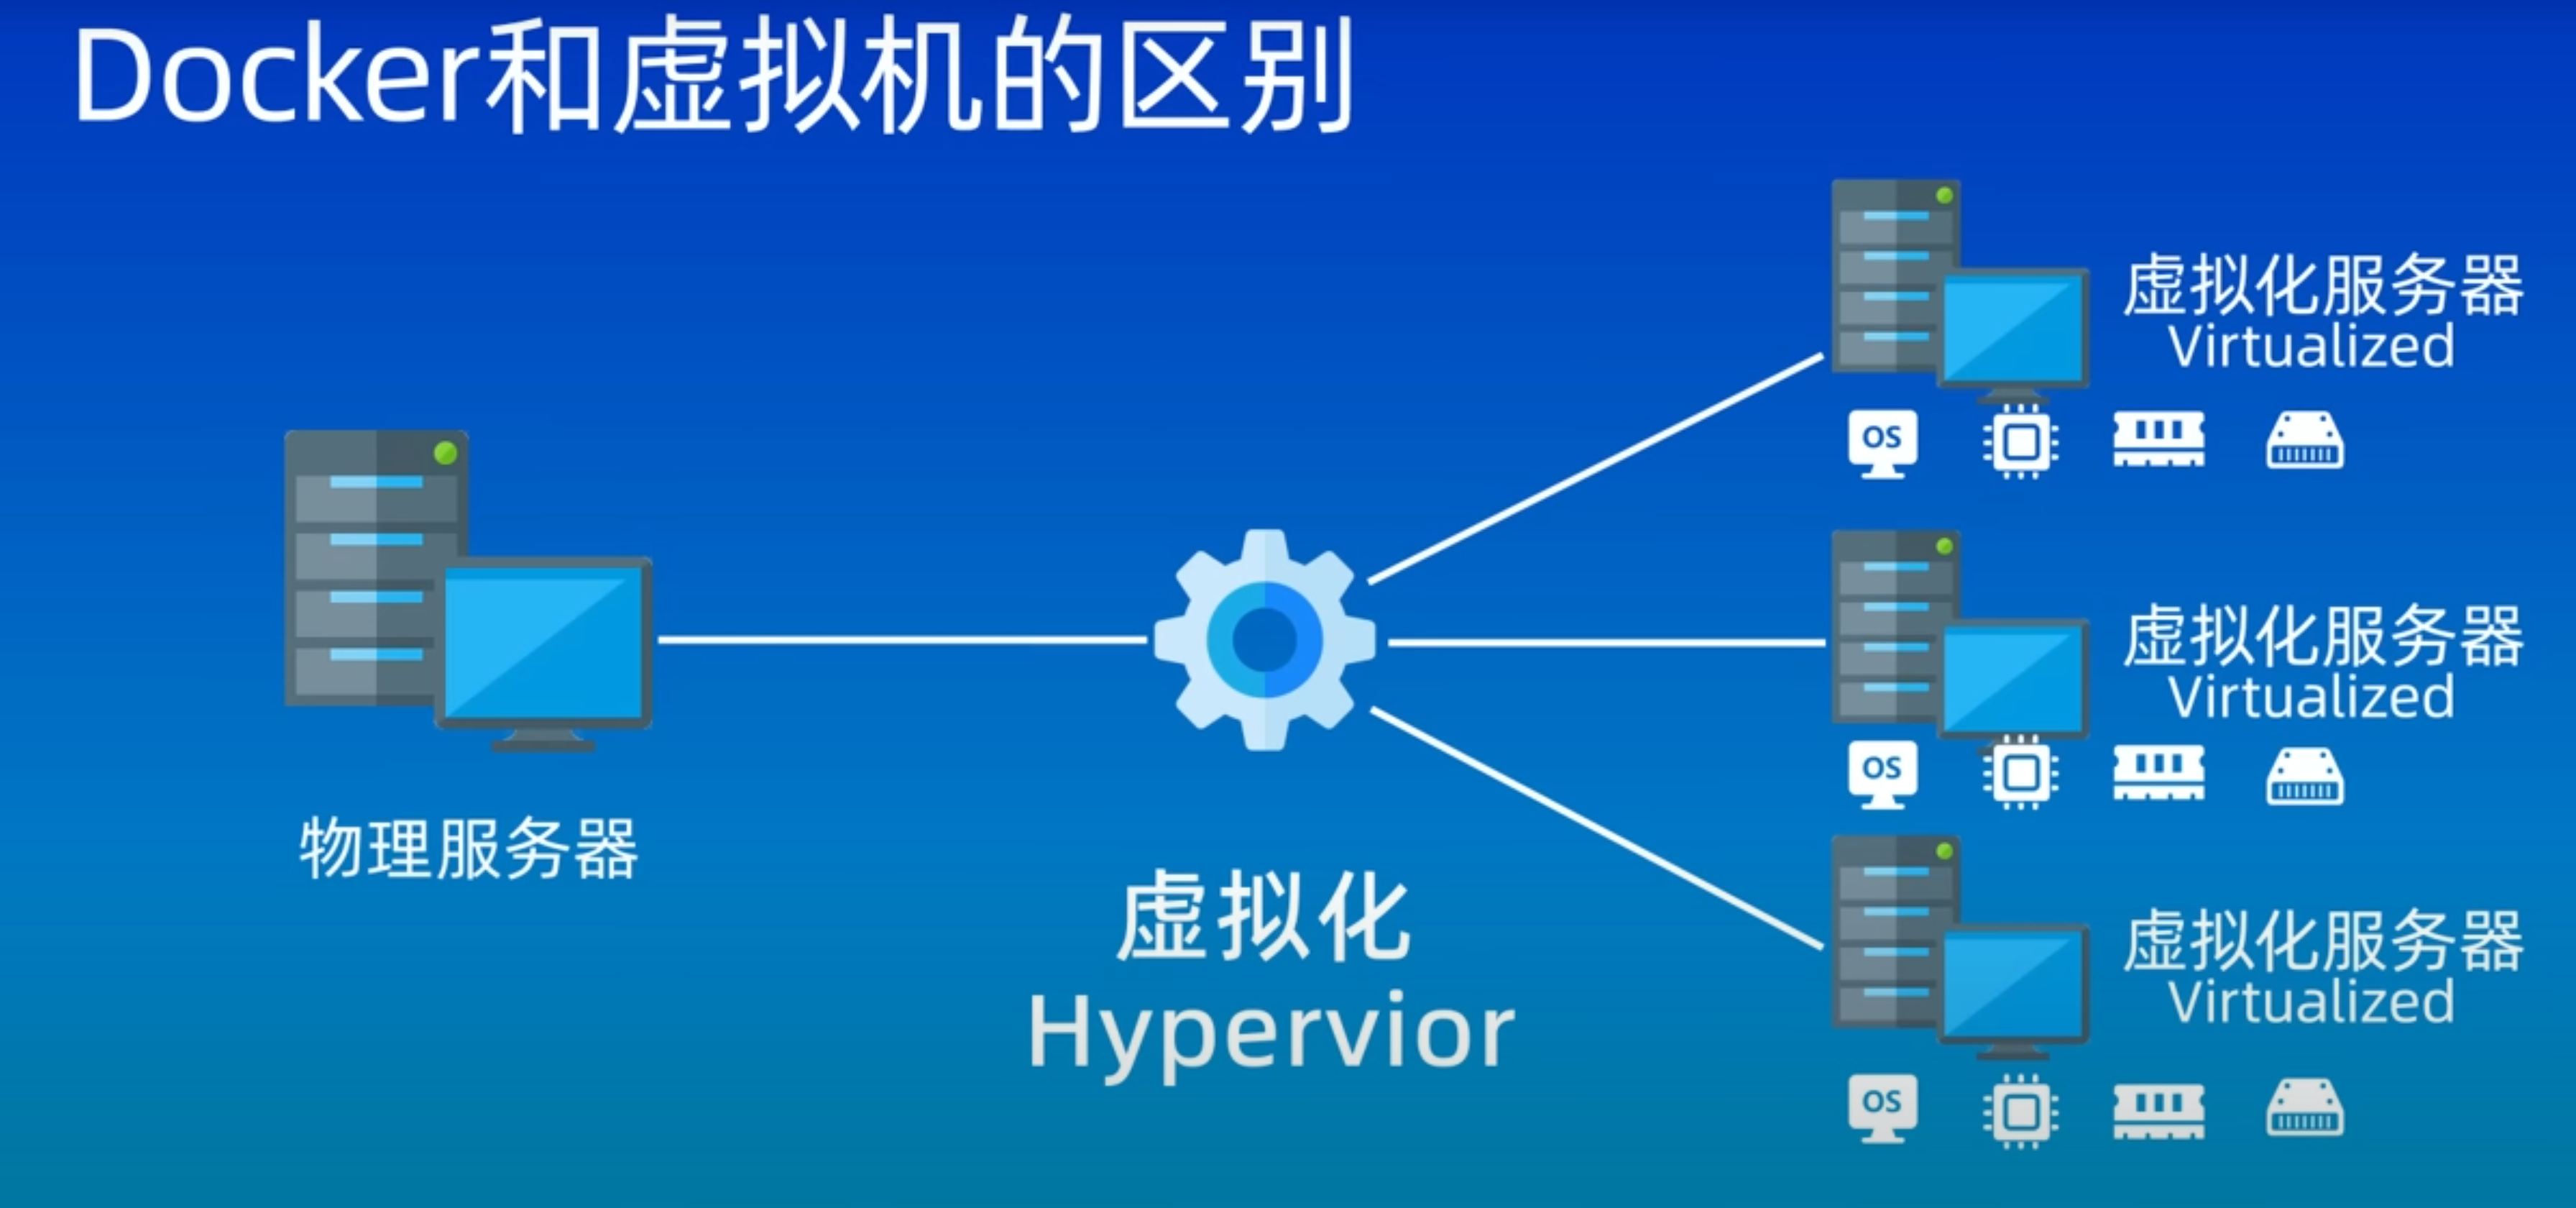 Docker和虚拟机的区别
虚拟化服务器
Virtualized
OS
虚拟化服务器
Virtualized
OS
物理服务器
虚拟化
Hypervior
虚拟化服务器
Virtualized
OS